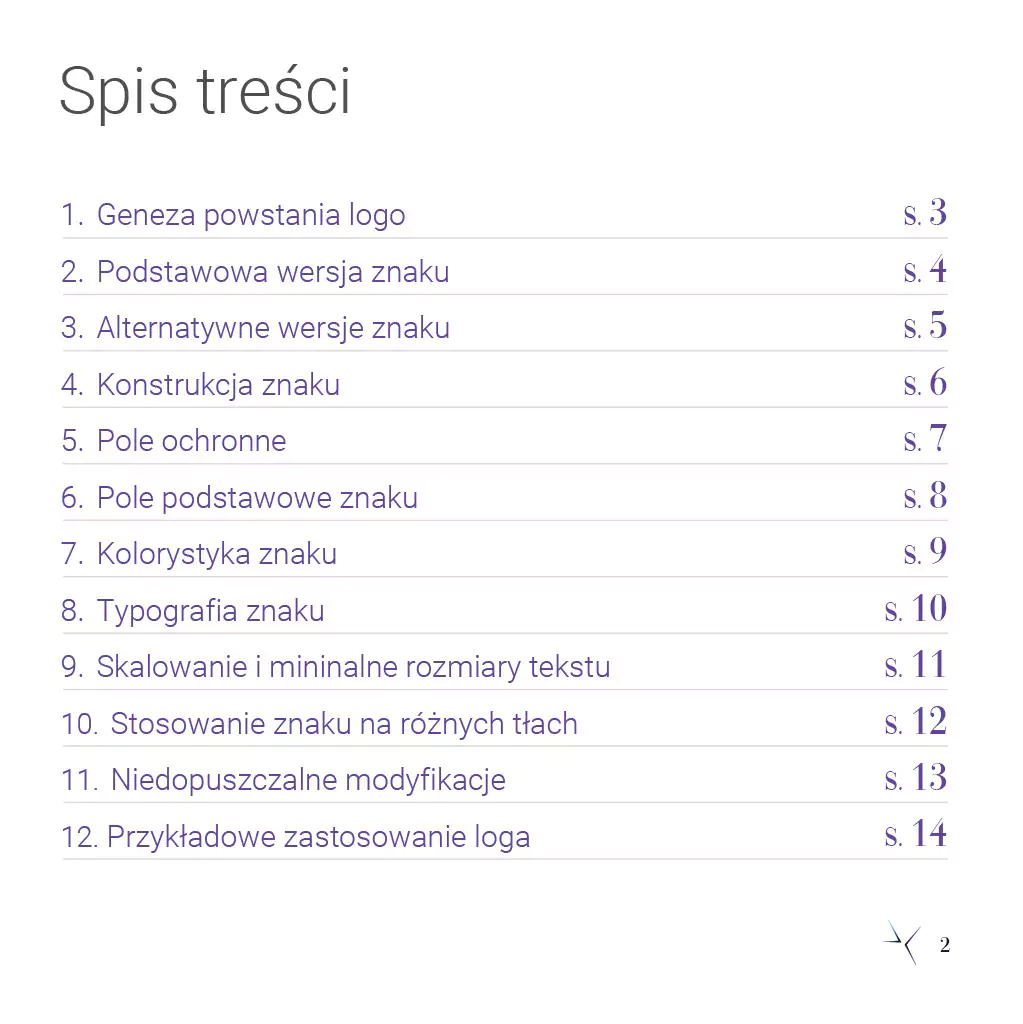 Spis treści
1. Geneza powstania logo s. 3
2. Podstawowa wersja znaku s. 4
3. Alternatywne wersje znaku s. 5
4. Konstrukcja znaku s. 6
5. Pole ochronne s. 7
6. Pole podstawowe znaku s. 8
7. Kolorystyka znaku s. 9
8. Typografia znaku s. 10
9. Skalowanie i mininalne rozmiary tekstu s. 11
10. Stosowanie znaku na różnych tłach s. 12
11. Niedopuszczalne modyfikacje s. 13
12. Przykładowe zastosowanie loga s. 14
2